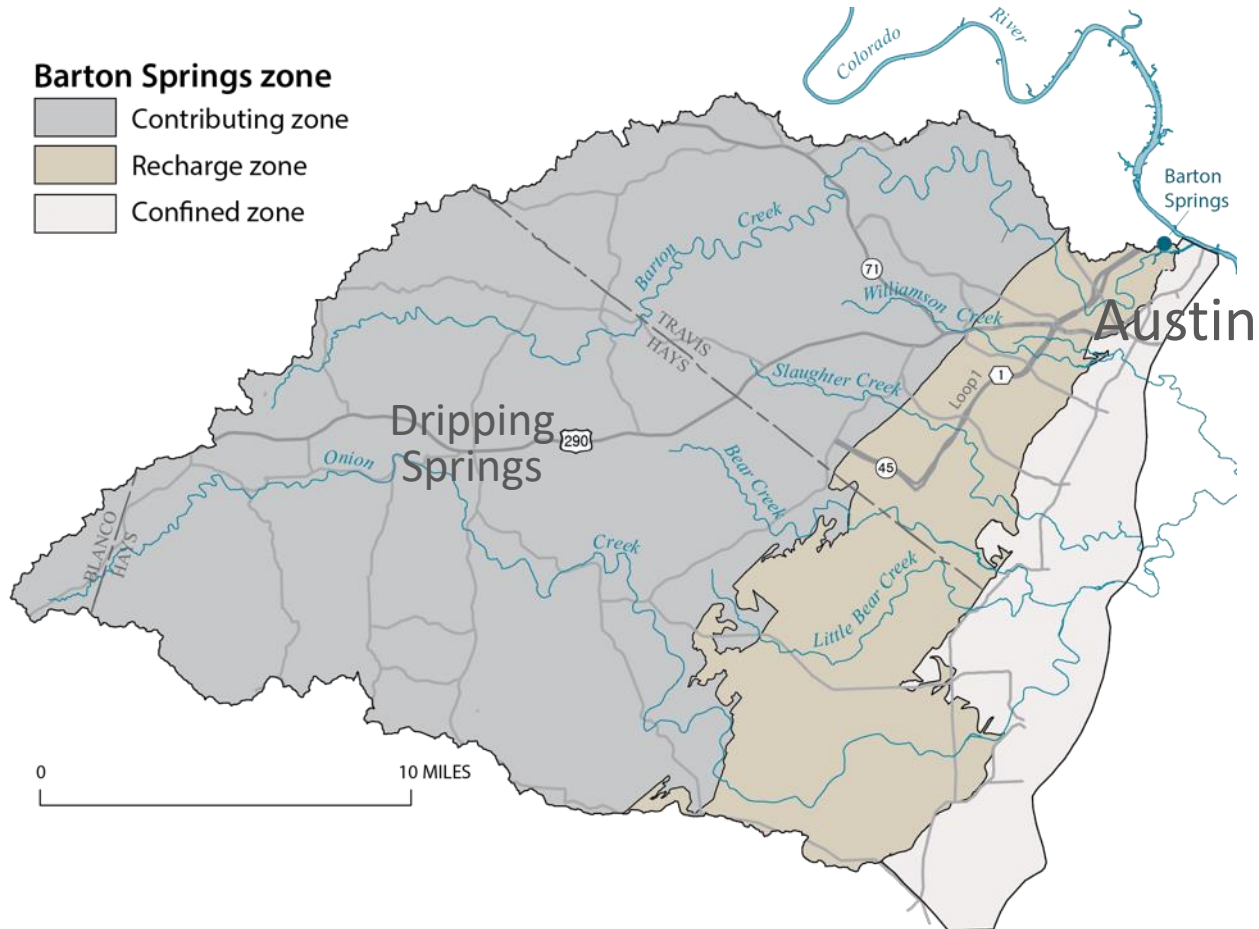 Barton Springs zone
Contributing zone
Recharge zone
Confined zone
Colorado
River
Barton
Springs
Barton
Creek
71
Williamson Creek
Austin
TRAVIS
HAYS
Slaughter Creek
Loop1
1
Dripping
Springs
290
Onion
Bear Creek
45
Creek
BLANCO
HAYS
Little Bear Creek
0
10 MILES